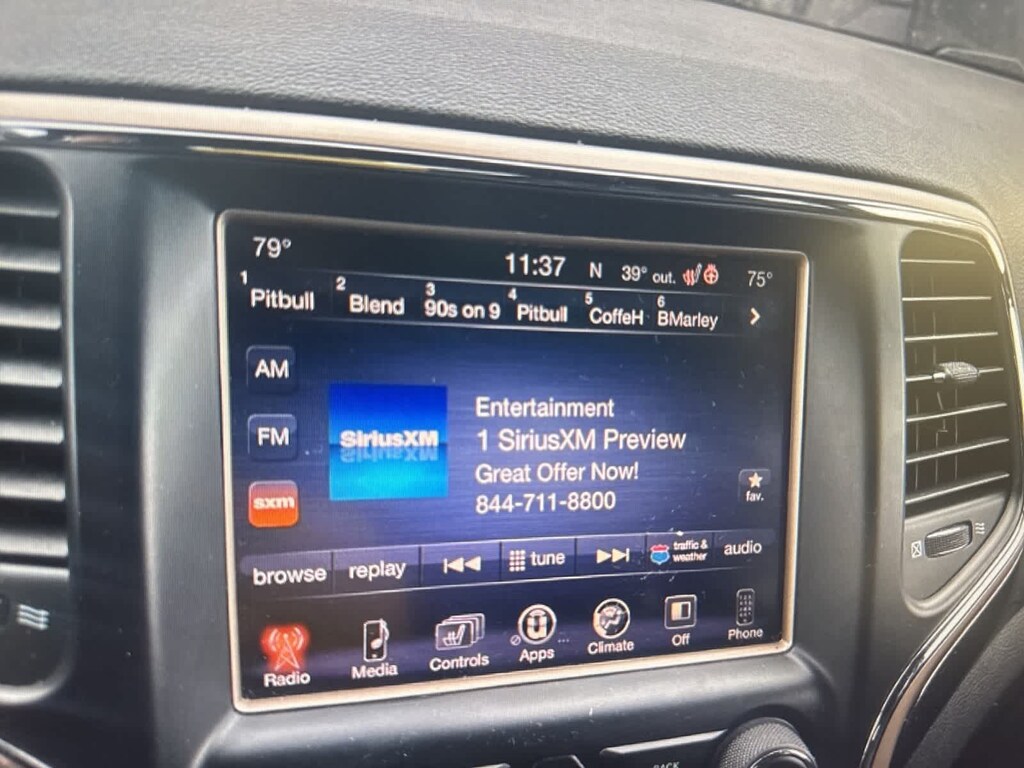 79° 11:37 N 39° out. 75°
1 Pitbull 2 Blend 3 90s on 9 4 Pitbull 5 CoffeH 6 BMarley
AM
FM
sxm
SiriusXM
Entertainment
1 SiriusXM Preview
Great Offer Now!
844-711-8800
fav.
browse replay tune traffic & weather audio
Radio Media Controls Apps Climate Off Phone
BACK